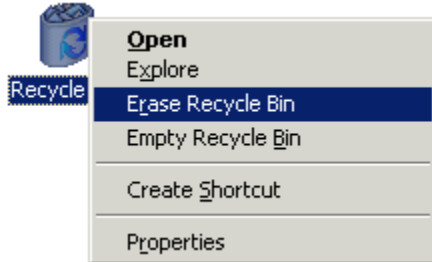 Open
Explore
Recycle
Erase Recycle Bin
Empty Recycle Bin
Create Shortcut
Properties